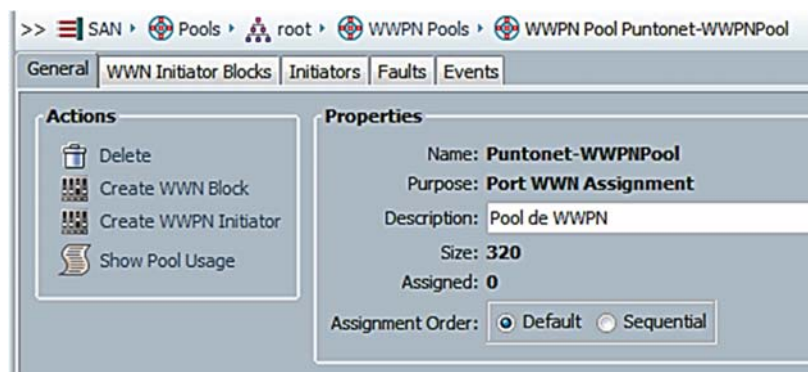 >> SAN › Pools › root › WWPN Pools › WWPN Pool Puntonet-WWPNPool
General WWN Initiator Blocks Initiators Faults Events
Actions
Delete
Create WWN Block
Create WWPN Initiator
Show Pool Usage
Properties
Name: Puntonet-WWPNPool
Purpose: Port WWN Assignment
Description: Pool de WWPN
Size: 320
Assigned: 0
Assignment Order: Default Sequential